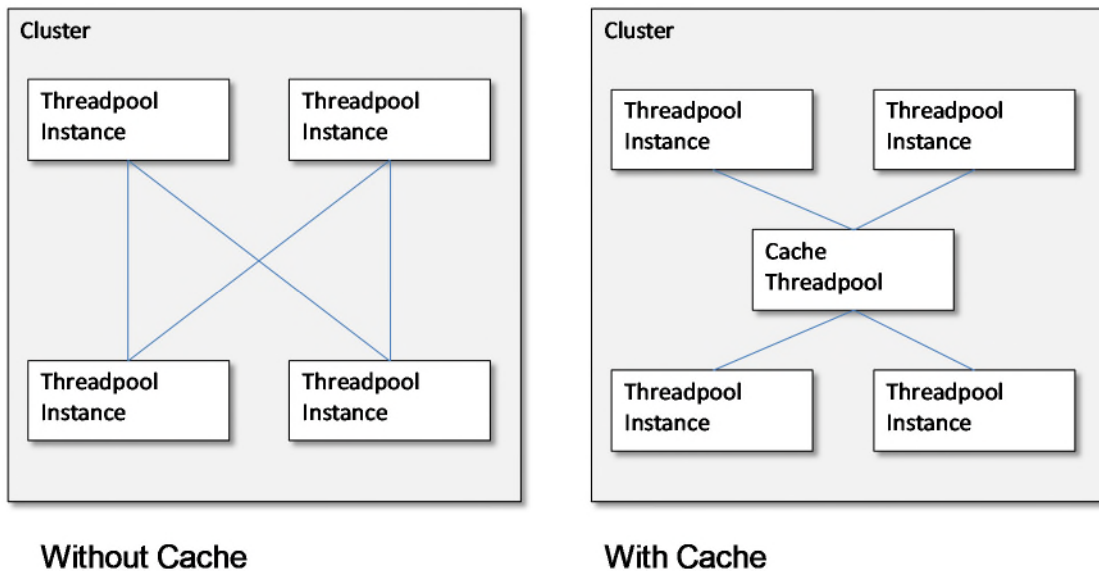 Cluster
Threadpool
Instance
Threadpool
Instance
Threadpool
Instance
Threadpool
Instance
Without Cache
Cluster
Threadpool
Instance
Threadpool
Instance
Cache
Threadpool
Threadpool
Instance
Threadpool
Instance
With Cache